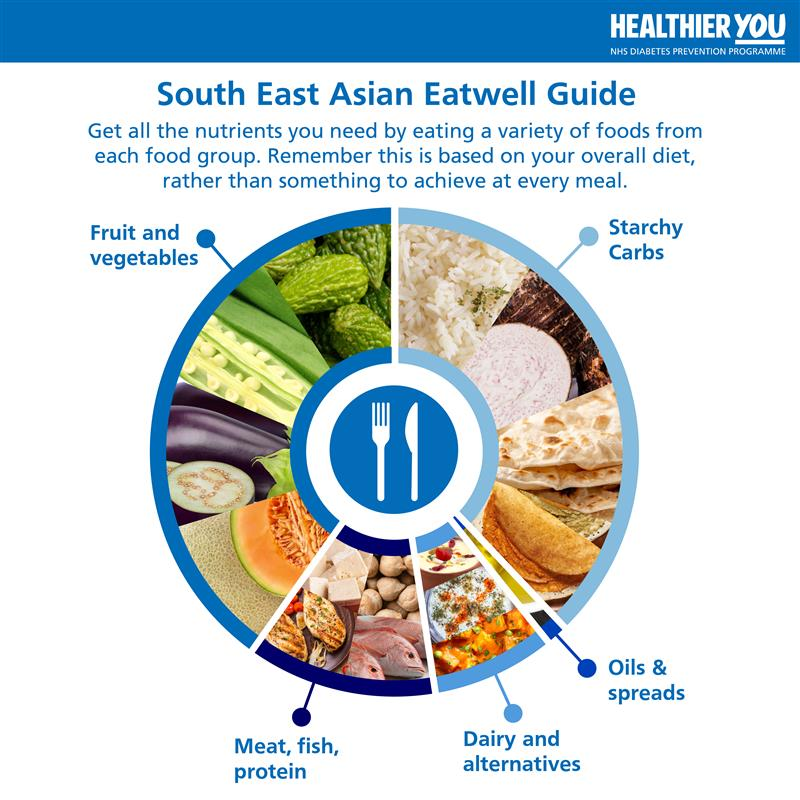 HEALTHIER YOU
NHS DIABETES PREVENTION PROGRAMME
South East Asian Eatwell Guide
Get all the nutrients you need by eating a variety of foods from
each food group. Remember this is based on your overall diet,
rather than something to achieve at every meal.
Fruit and
vegetables
Starchy
Carbs
Oils &
spreads
Dairy and
alternatives
Meat, fish,
protein